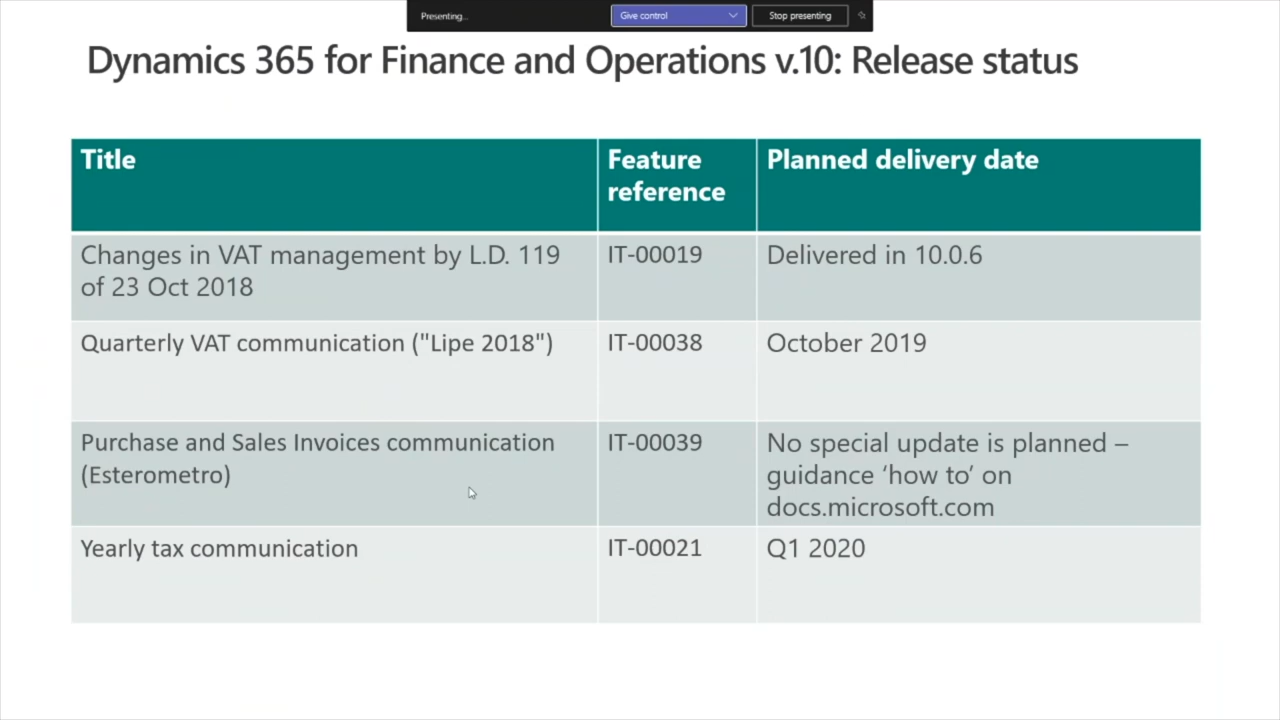 Presenting...
Give control
Stop presenting
Dynamics 365 for Finance and Operations v.10: Release status
Title
Feature
reference
Planned delivery date
Changes in VAT management by L.D. 119
of 23 Oct 2018
IT-00019
Delivered in 10.0.6
Quarterly VAT communication ("Lipe 2018")
IT-00038
October 2019
Purchase and Sales Invoices communication
(Esterometro)
IT-00039
No special update is planned –
guidance ‘how to’ on
docs.microsoft.com
Yearly tax communication
IT-00021
Q1 2020